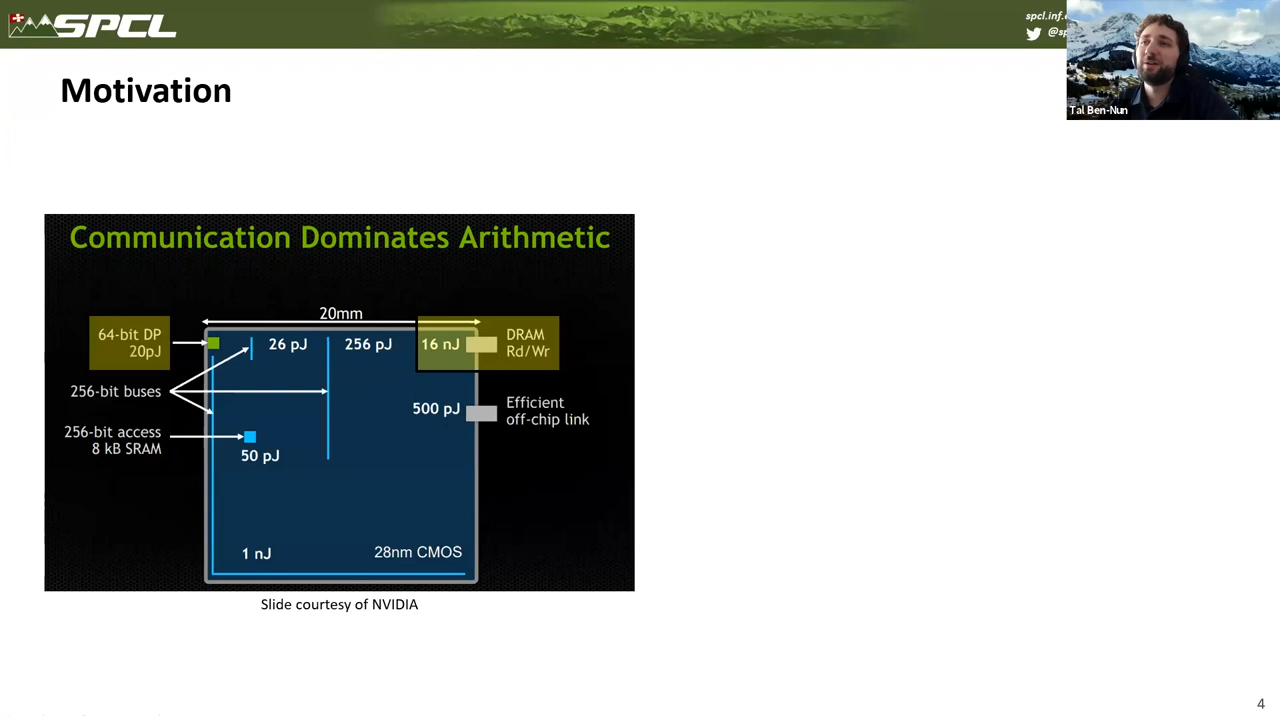 SPCL
spcl.inf.
@sp
Tal Ben-Nun
Motivation
Communication Dominates Arithmetic
20mm
64-bit DP
20pJ
26 pJ
256 pJ
16 nJ
DRAM
Rd/Wr
256-bit buses
500 pJ
Efficient
off-chip link
256-bit access
8 kB SRAM
50 pJ
1 nJ
28nm CMOS
Slide courtesy of NVIDIA
4